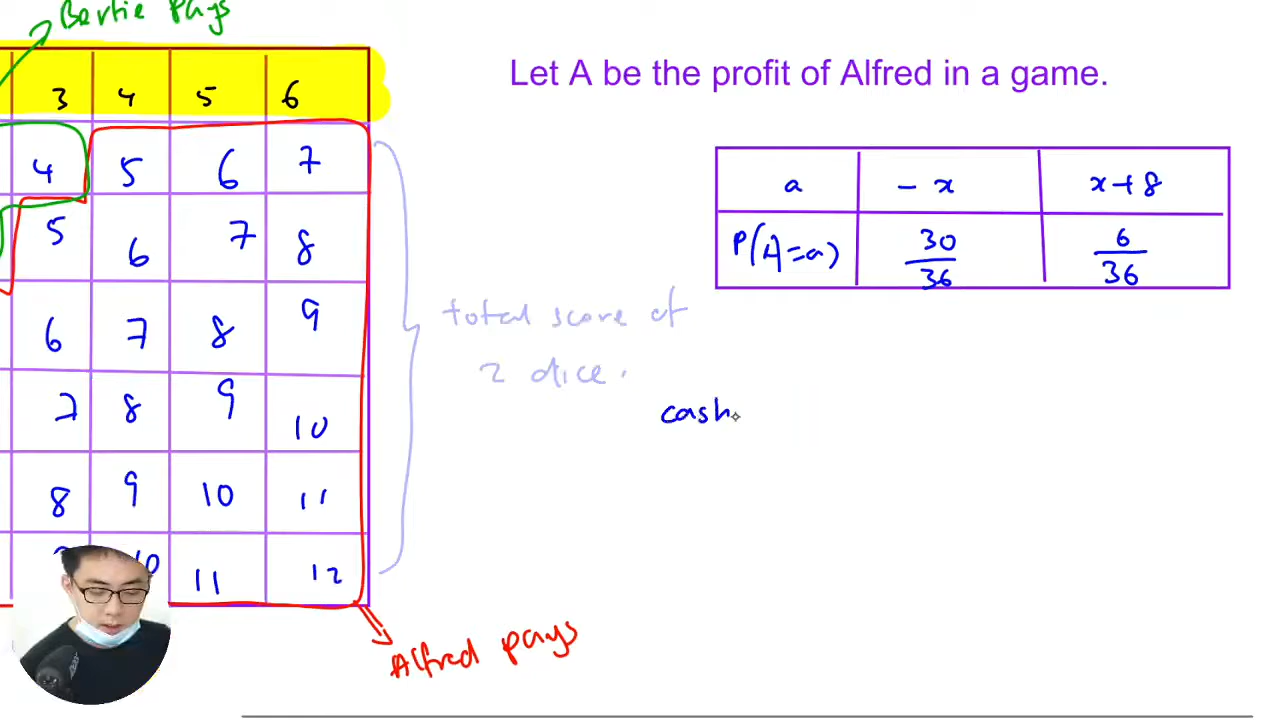 Bertie pays
3 4 5 6
4 5 6 7
5 6 7 8
6 7 8 9
7 8 9 10
8 9 10 11
10 11 12
Alfred pays
total score of
2 dice.
Let A be the profit of Alfred in a game.
a - x x+8
P(A=a) 30/36 6/36
cash